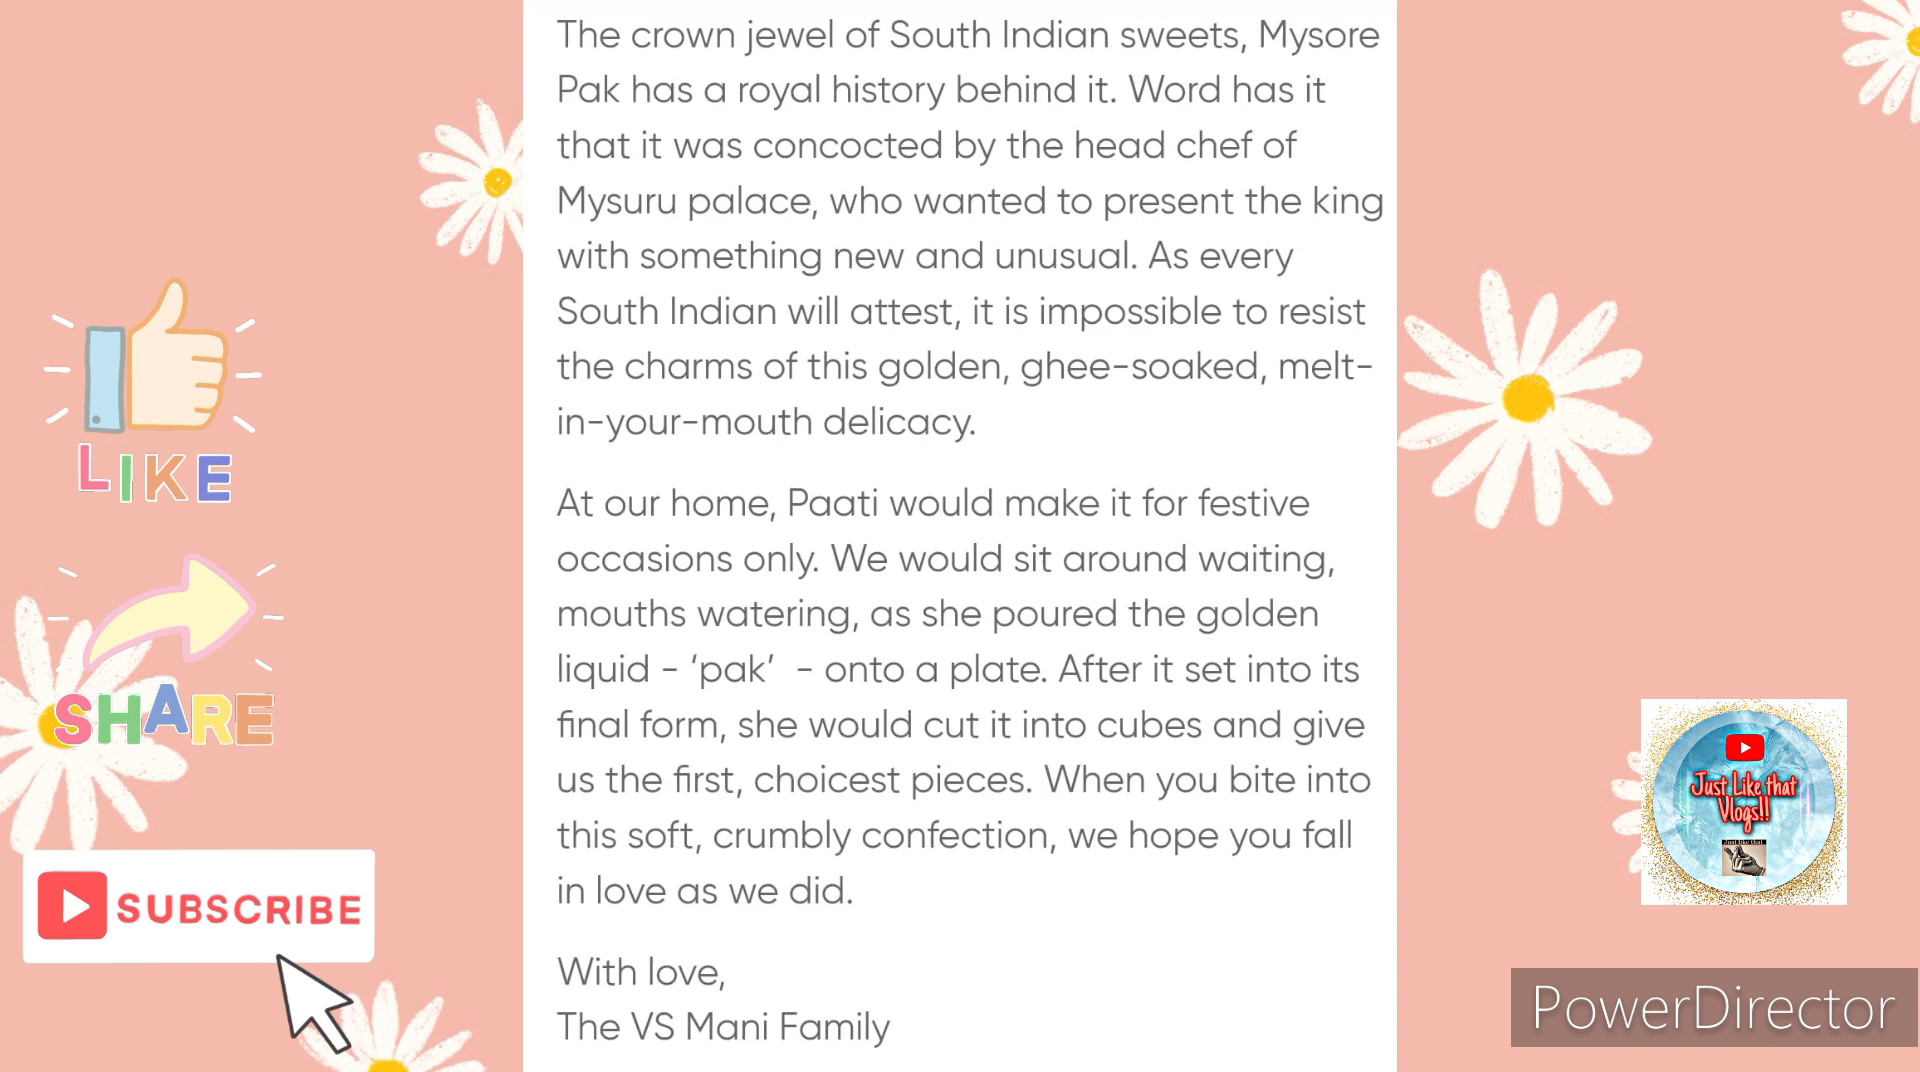 The crown jewel of South Indian sweets, Mysore
Pak has a royal history behind it. Word has it
that it was concocted by the head chef of
Mysuru palace, who wanted to present the king
with something new and unusual. As every
South Indian will attest, it is impossible to resist
the charms of this golden, ghee-soaked, melt-
in-your-mouth delicacy.
At our home, Paati would make it for festive
occasions only. We would sit around waiting,
mouths watering, as she poured the golden
liquid - ‘pak’ - onto a plate. After it set into its
final form, she would cut it into cubes and give
us the first, choicest pieces. When you bite into
this soft, crumbly confection, we hope you fall
in love as we did.
With love,
The VS Mani Family
LIKE
SHARE
SUBSCRIBE
Just Like that
Vlogs!!
Just like that
PowerDirector